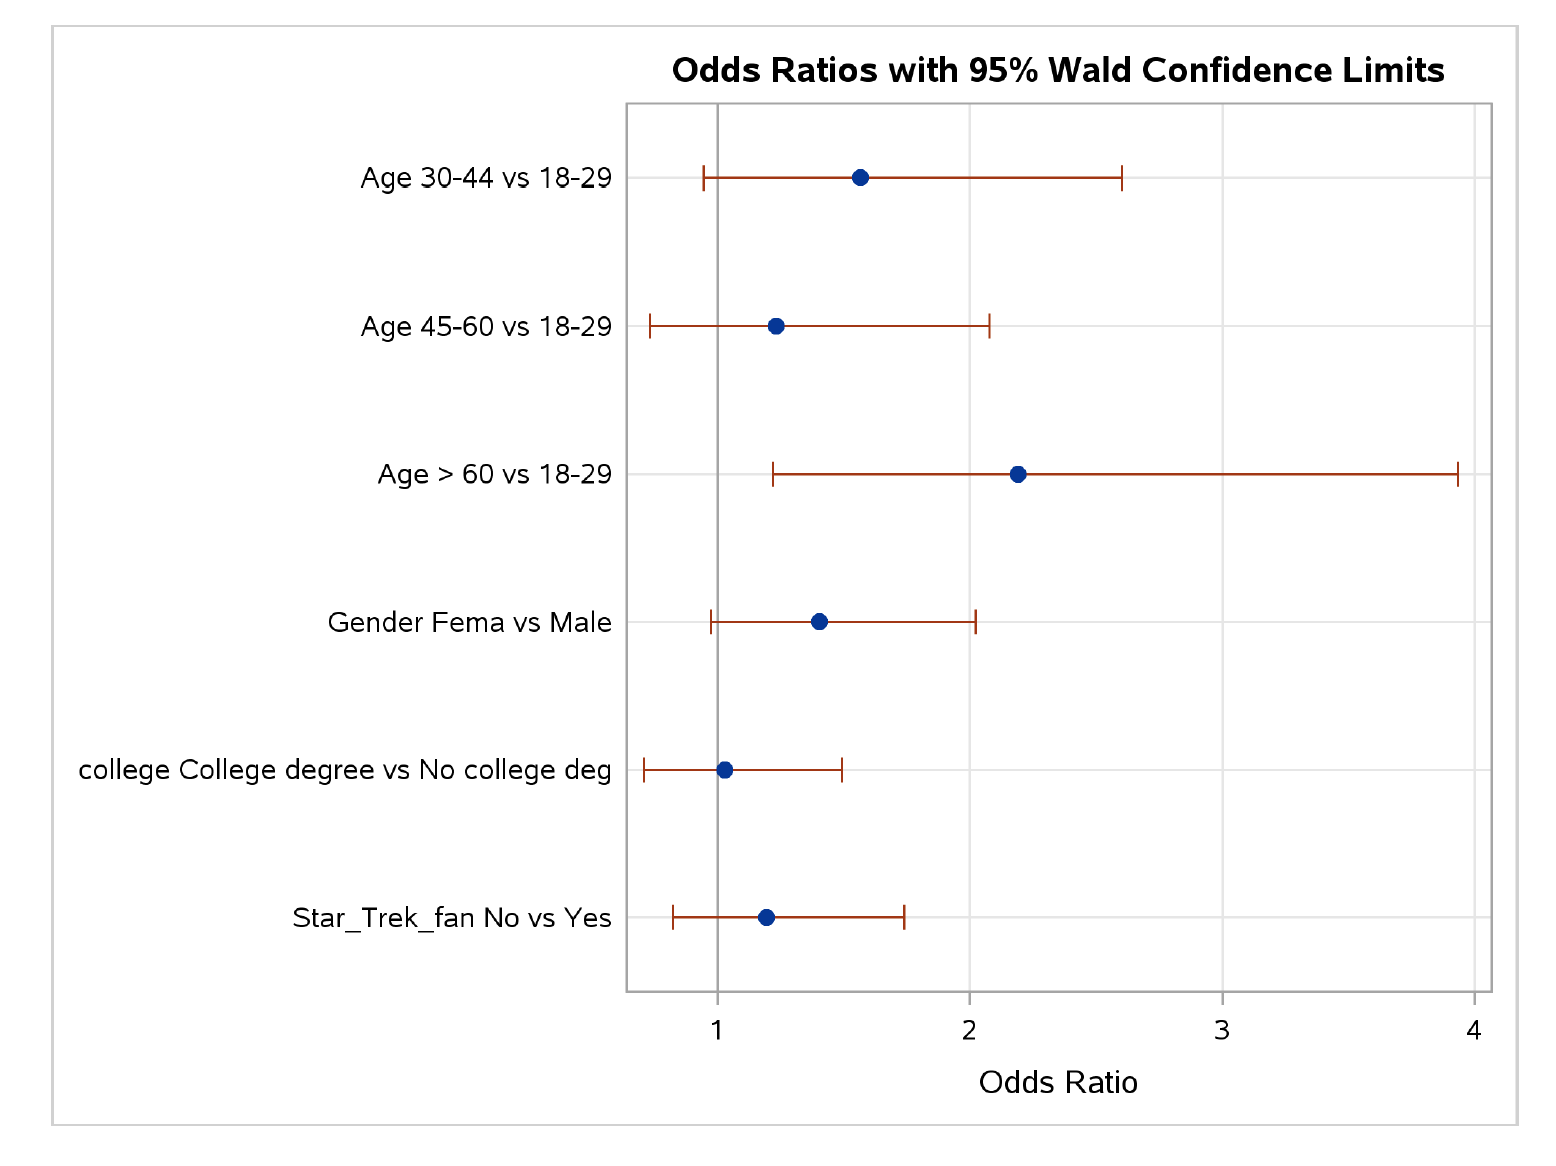 Odds Ratios with 95% Wald Confidence Limits
Age 30-44 vs 18-29
Age 45-60 vs 18-29
Age > 60 vs 18-29
Gender Fema vs Male
college College degree vs No college deg
Star_Trek_fan No vs Yes
1 2 3 4
Odds Ratio